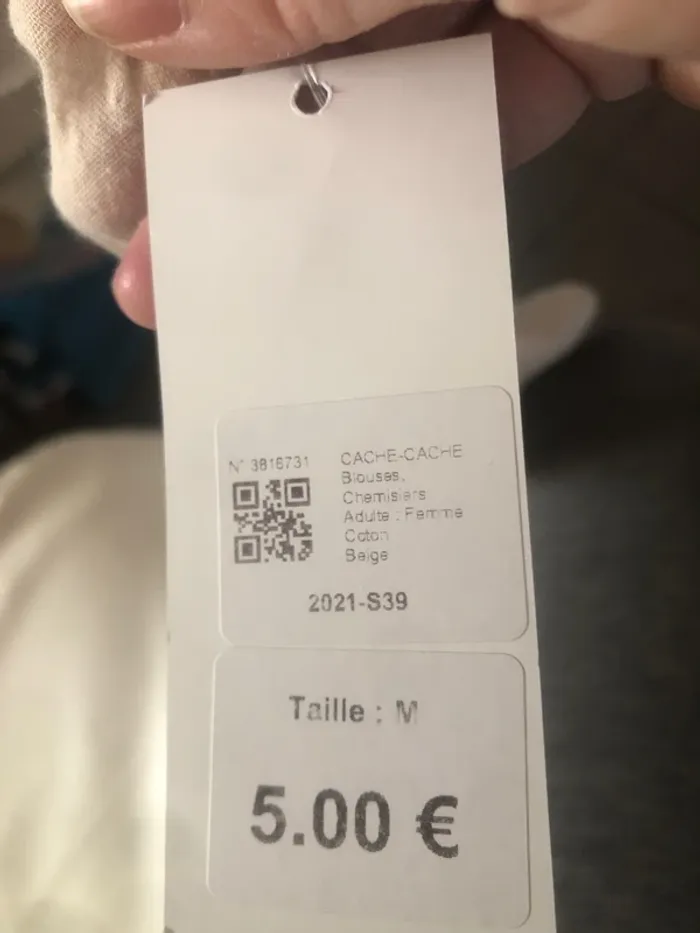 N° 3816731
CACHE-CACHE
Blouses,
Chemisiers
Adulte : Femme
Coton
Beige
2021-S39
Taille : M
5.00 €